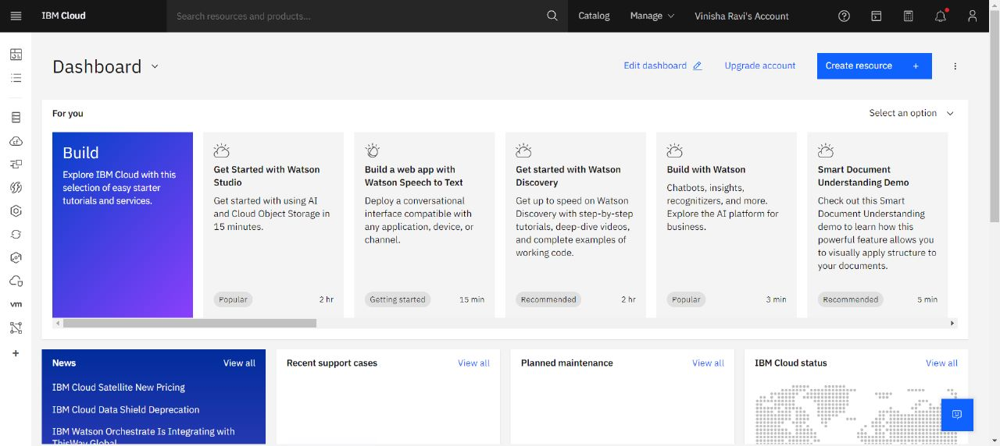 IBM Cloud
Search resources and products...
Catalog
Manage
Vinisha Ravi's Account
Dashboard
Edit dashboard
Upgrade account
Create resource +
For you
Select an option
Build
Explore IBM Cloud with this
selection of easy starter
tutorials and services.
Get Started with Watson
Studio
Get started with using AI
and Cloud Object Storage in
15 minutes.
Popular
2 hr
Build a web app with
Watson Speech to Text
Deploy a conversational
interface compatible with
any application, device, or
channel.
Getting started
15 min
Get started with Watson
Discovery
Get up to speed on Watson
Discovery with step-by-step
tutorials, deep-dive videos,
and complete examples of
working code.
Recommended
2 hr
Build with Watson
Chatbots, insights,
recognizers, and more.
Explore the AI platform for
business.
Popular
3 min
Smart Document
Understanding Demo
Check out this Smart
Document Understanding
demo to learn how this
powerful feature allows you
to visually apply structure to
your documents.
Recommended
5 min
vm
News
View all
IBM Cloud Satellite New Pricing
IBM Cloud Data Shield Deprecation
IBM Watson Orchestrate Is Integrating with
ThisWay Global
Recent support cases
View all
Planned maintenance
View all
IBM Cloud status
View all